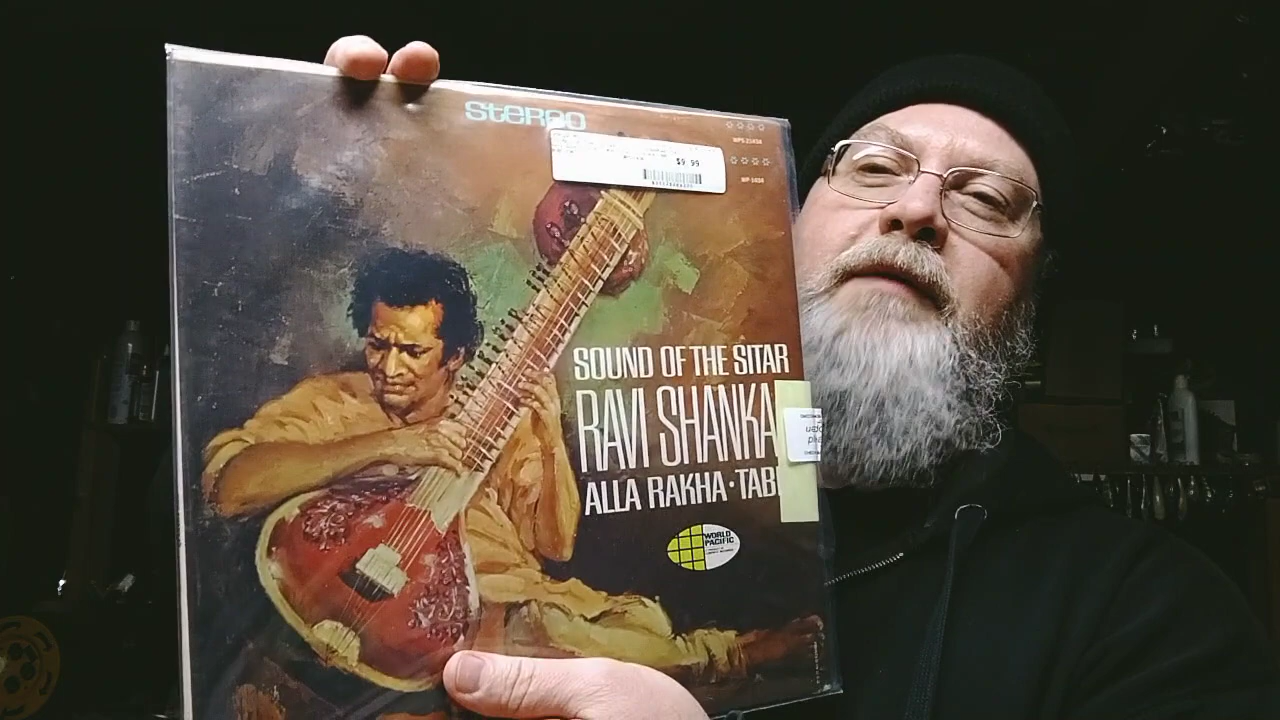 Stereo
$9.99
WPS-21434
WP-1434
SOUND OF THE SITAR
RAVI SHANKA
ALLA RAKHA·TAB
WORLD
PACIFIC